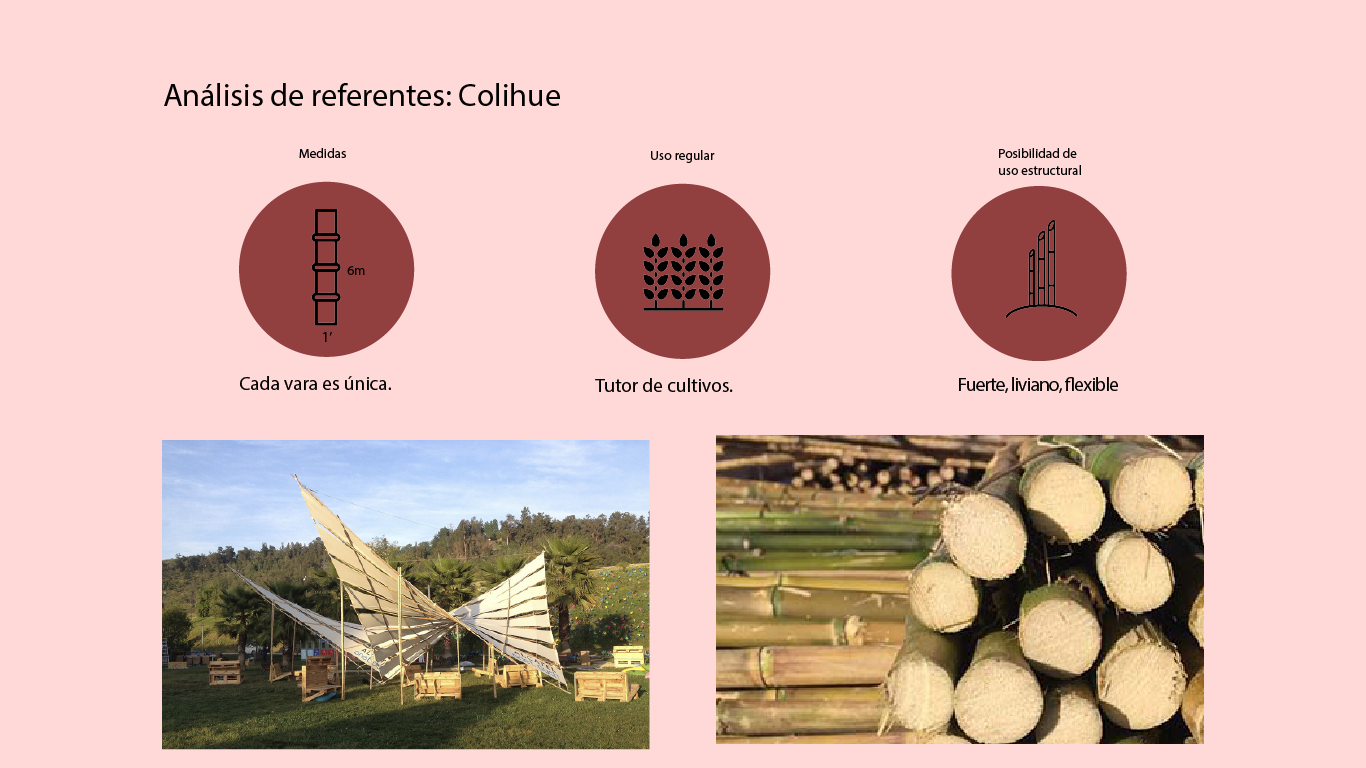 Análisis de referentes: Colihue
Medidas
Uso regular
Posibilidad de
uso estructural
6m
1’
Cada vara es única.
Tutor de cultivos.
Fuerte, liviano, flexible